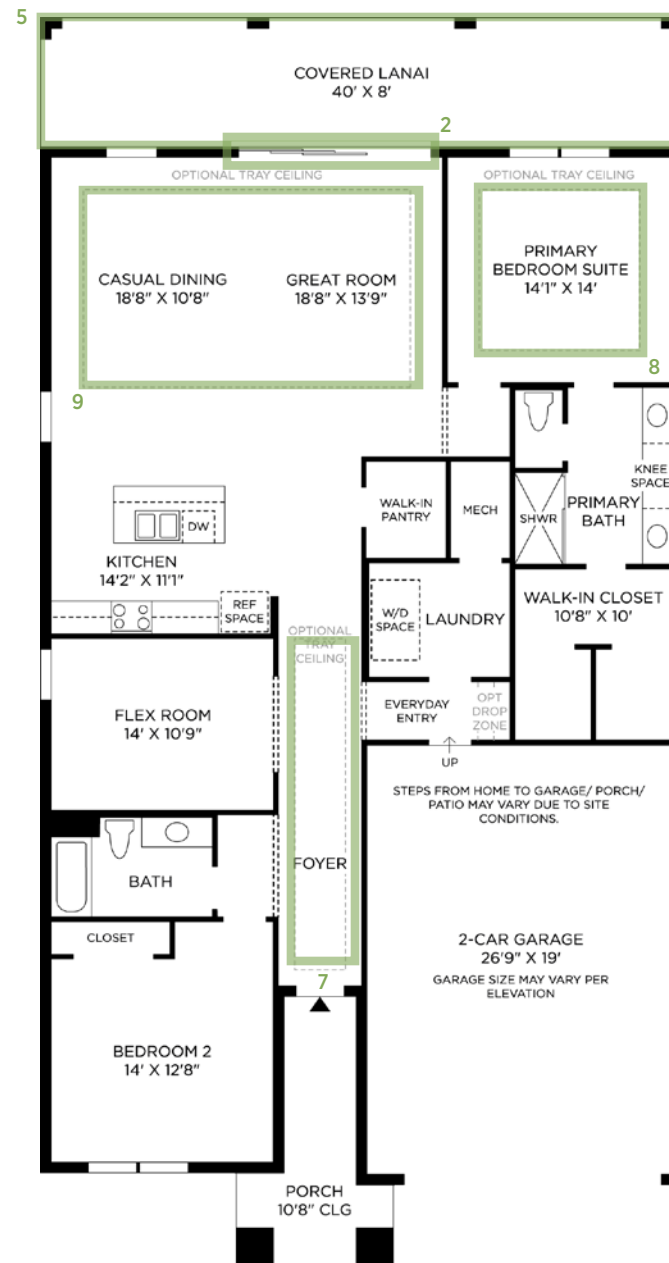 5
COVERED LANAI
40' X 8'
2
OPTIONAL TRAY CEILING
OPTIONAL TRAY CEILING
CASUAL DINING
18'8" X 10'8"
GREAT ROOM
18'8" X 13'9"
PRIMARY
BEDROOM SUITE
14'1" X 14'
8
9
KNEE
SPACE
WALK-IN
PANTRY
MECH
SHWR
PRIMARY
BATH
DW
KITCHEN
14'2" X 11'1"
REF
SPACE
W/D
SPACE
LAUNDRY
WALK-IN CLOSET
10'8" X 10'
OPTIONAL
TRAY
CEILING
EVERYDAY
ENTRY
OPT
DROP
ZONE
FLEX ROOM
14' X 10'9"
UP
STEPS FROM HOME TO GARAGE/ PORCH/
PATIO MAY VARY DUE TO SITE
CONDITIONS.
FOYER
BATH
CLOSET
2-CAR GARAGE
26'9" X 19'
GARAGE SIZE MAY VARY PER
ELEVATION
7
BEDROOM 2
14' X 12'8"
PORCH
10'8" CLG